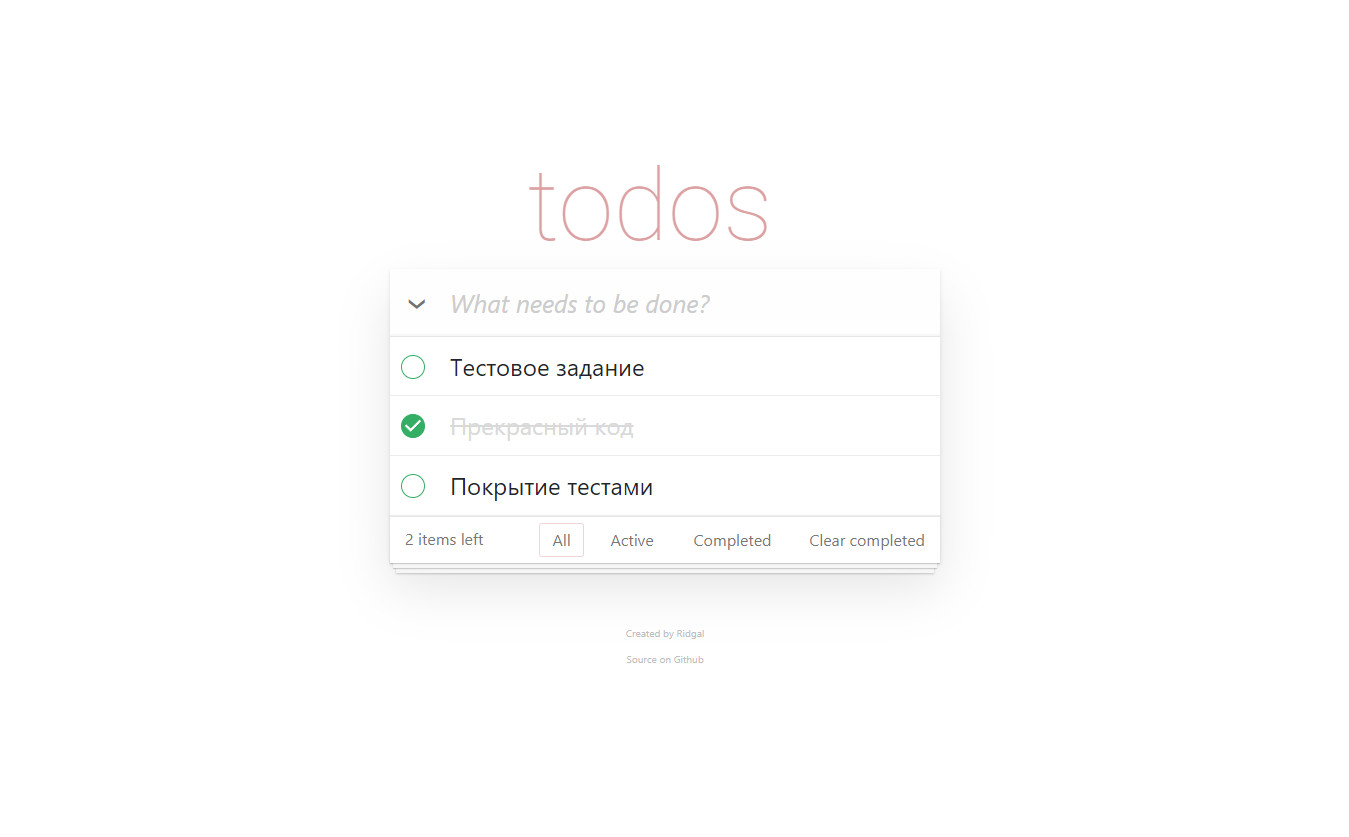 todos
What needs to be done?
Тестовое задание
Прекрасный код
Покрытие тестами
2 items left All Active Completed Clear completed
Created by Ridgal
Source on Github